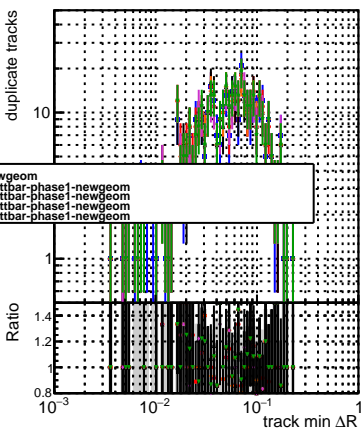 duplicate tracks
10
wgeom
ttbar-phase1-newgeom
ttbar-phase1-newgeom
ttbar-phase1-newgeom
ttbar-phase1-newgeom
1
Ratio
1.4
1.2
1
0.8
10⁻³ 10⁻² 10⁻¹ 1
track min ΔR